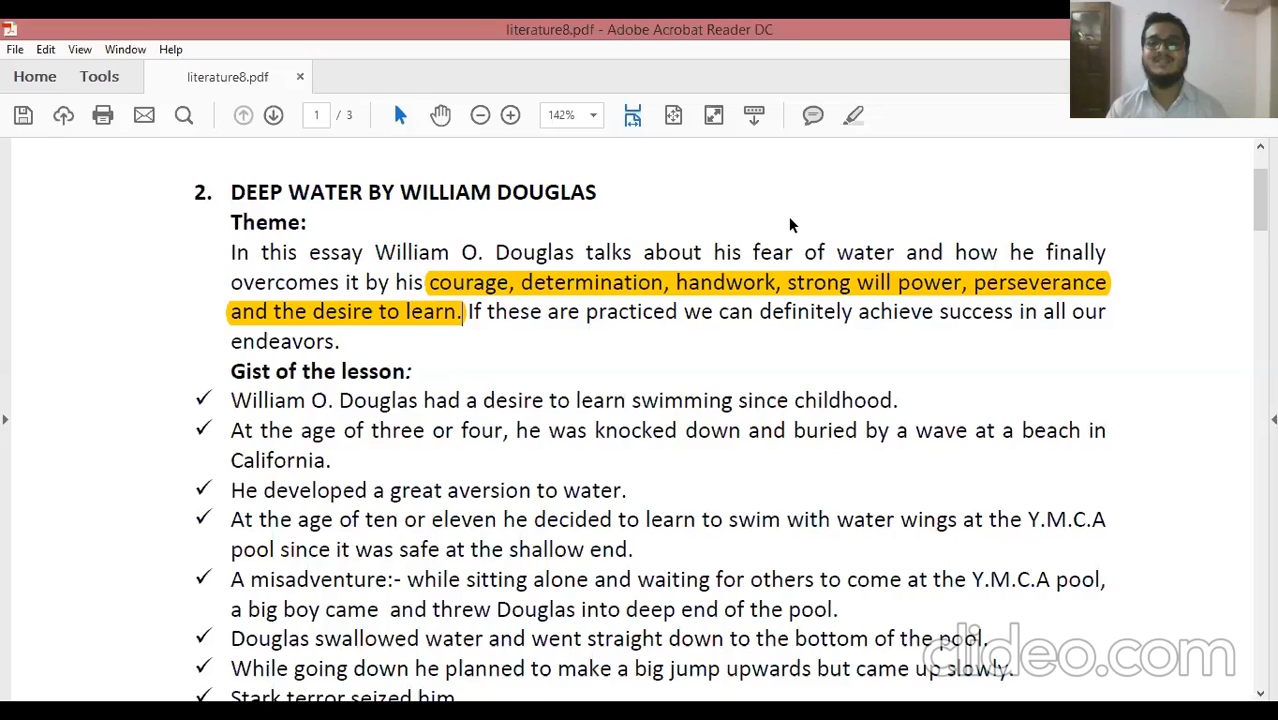 literature8.pdf - Adobe Acrobat Reader DC
File Edit View Window Help
Home Tools literature8.pdf ×
1 / 3 142%
2. DEEP WATER BY WILLIAM DOUGLAS
Theme:
In this essay William O. Douglas talks about his fear of water and how he finally
overcomes it by his courage, determination, handwork, strong will power, perseverance
and the desire to learn. If these are practiced we can definitely achieve success in all our
endeavors.
Gist of the lesson:
✓ William O. Douglas had a desire to learn swimming since childhood.
✓ At the age of three or four, he was knocked down and buried by a wave at a beach in
California.
✓ He developed a great aversion to water.
✓ At the age of ten or eleven he decided to learn to swim with water wings at the Y.M.C.A
pool since it was safe at the shallow end.
✓ A misadventure:- while sitting alone and waiting for others to come at the Y.M.C.A pool,
a big boy came and threw Douglas into deep end of the pool.
✓ Douglas swallowed water and went straight down to the bottom of the pool.
✓ While going down he planned to make a big jump upwards but came up slowly.
✓ Stark terror seized him.
clideo.com